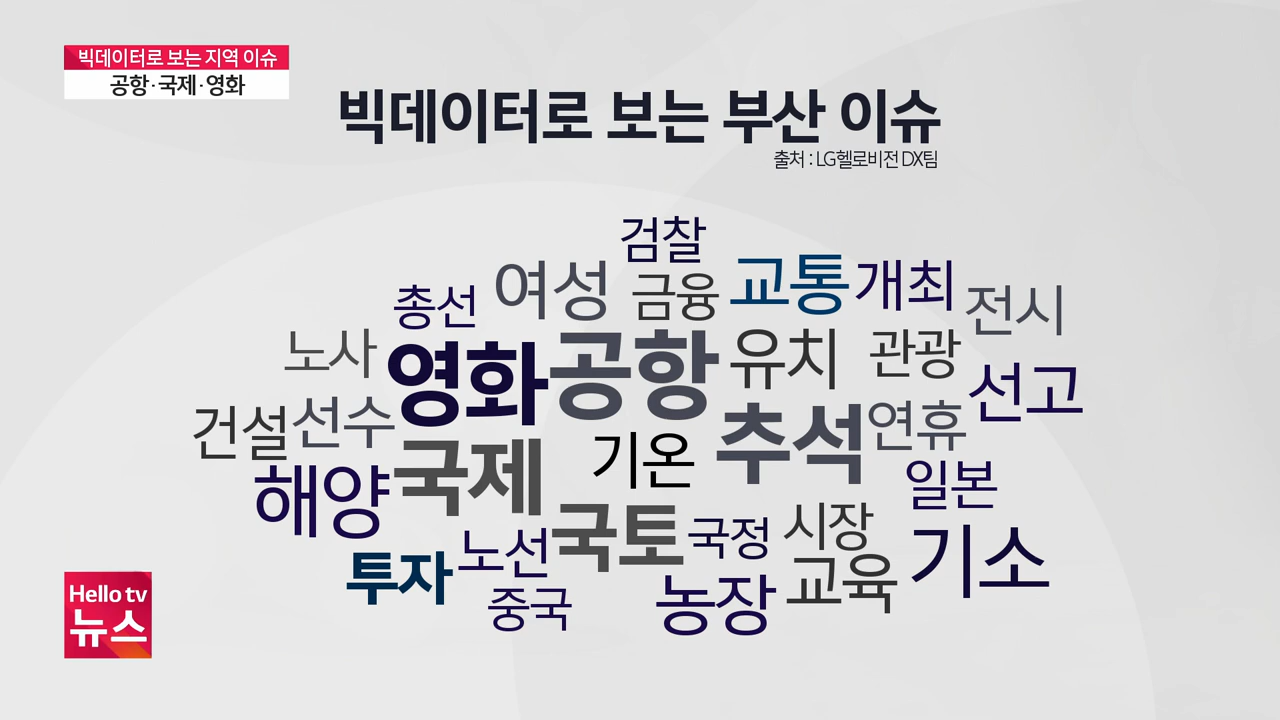 빅데이터로 보는 지역 이슈
공항·국제·영화
빅데이터로 보는 부산 이슈
출처 : LG헬로비전 DX팀
검찰
총선 여성 금융 교통 개최 전시
노사 영화 공항 유치 관광 선고
건설 선수 국제 기온 추석 연휴
해양 국토 국정 시장 일본
투자 노선 농장 교육 기소
중국
Hello tv
뉴스